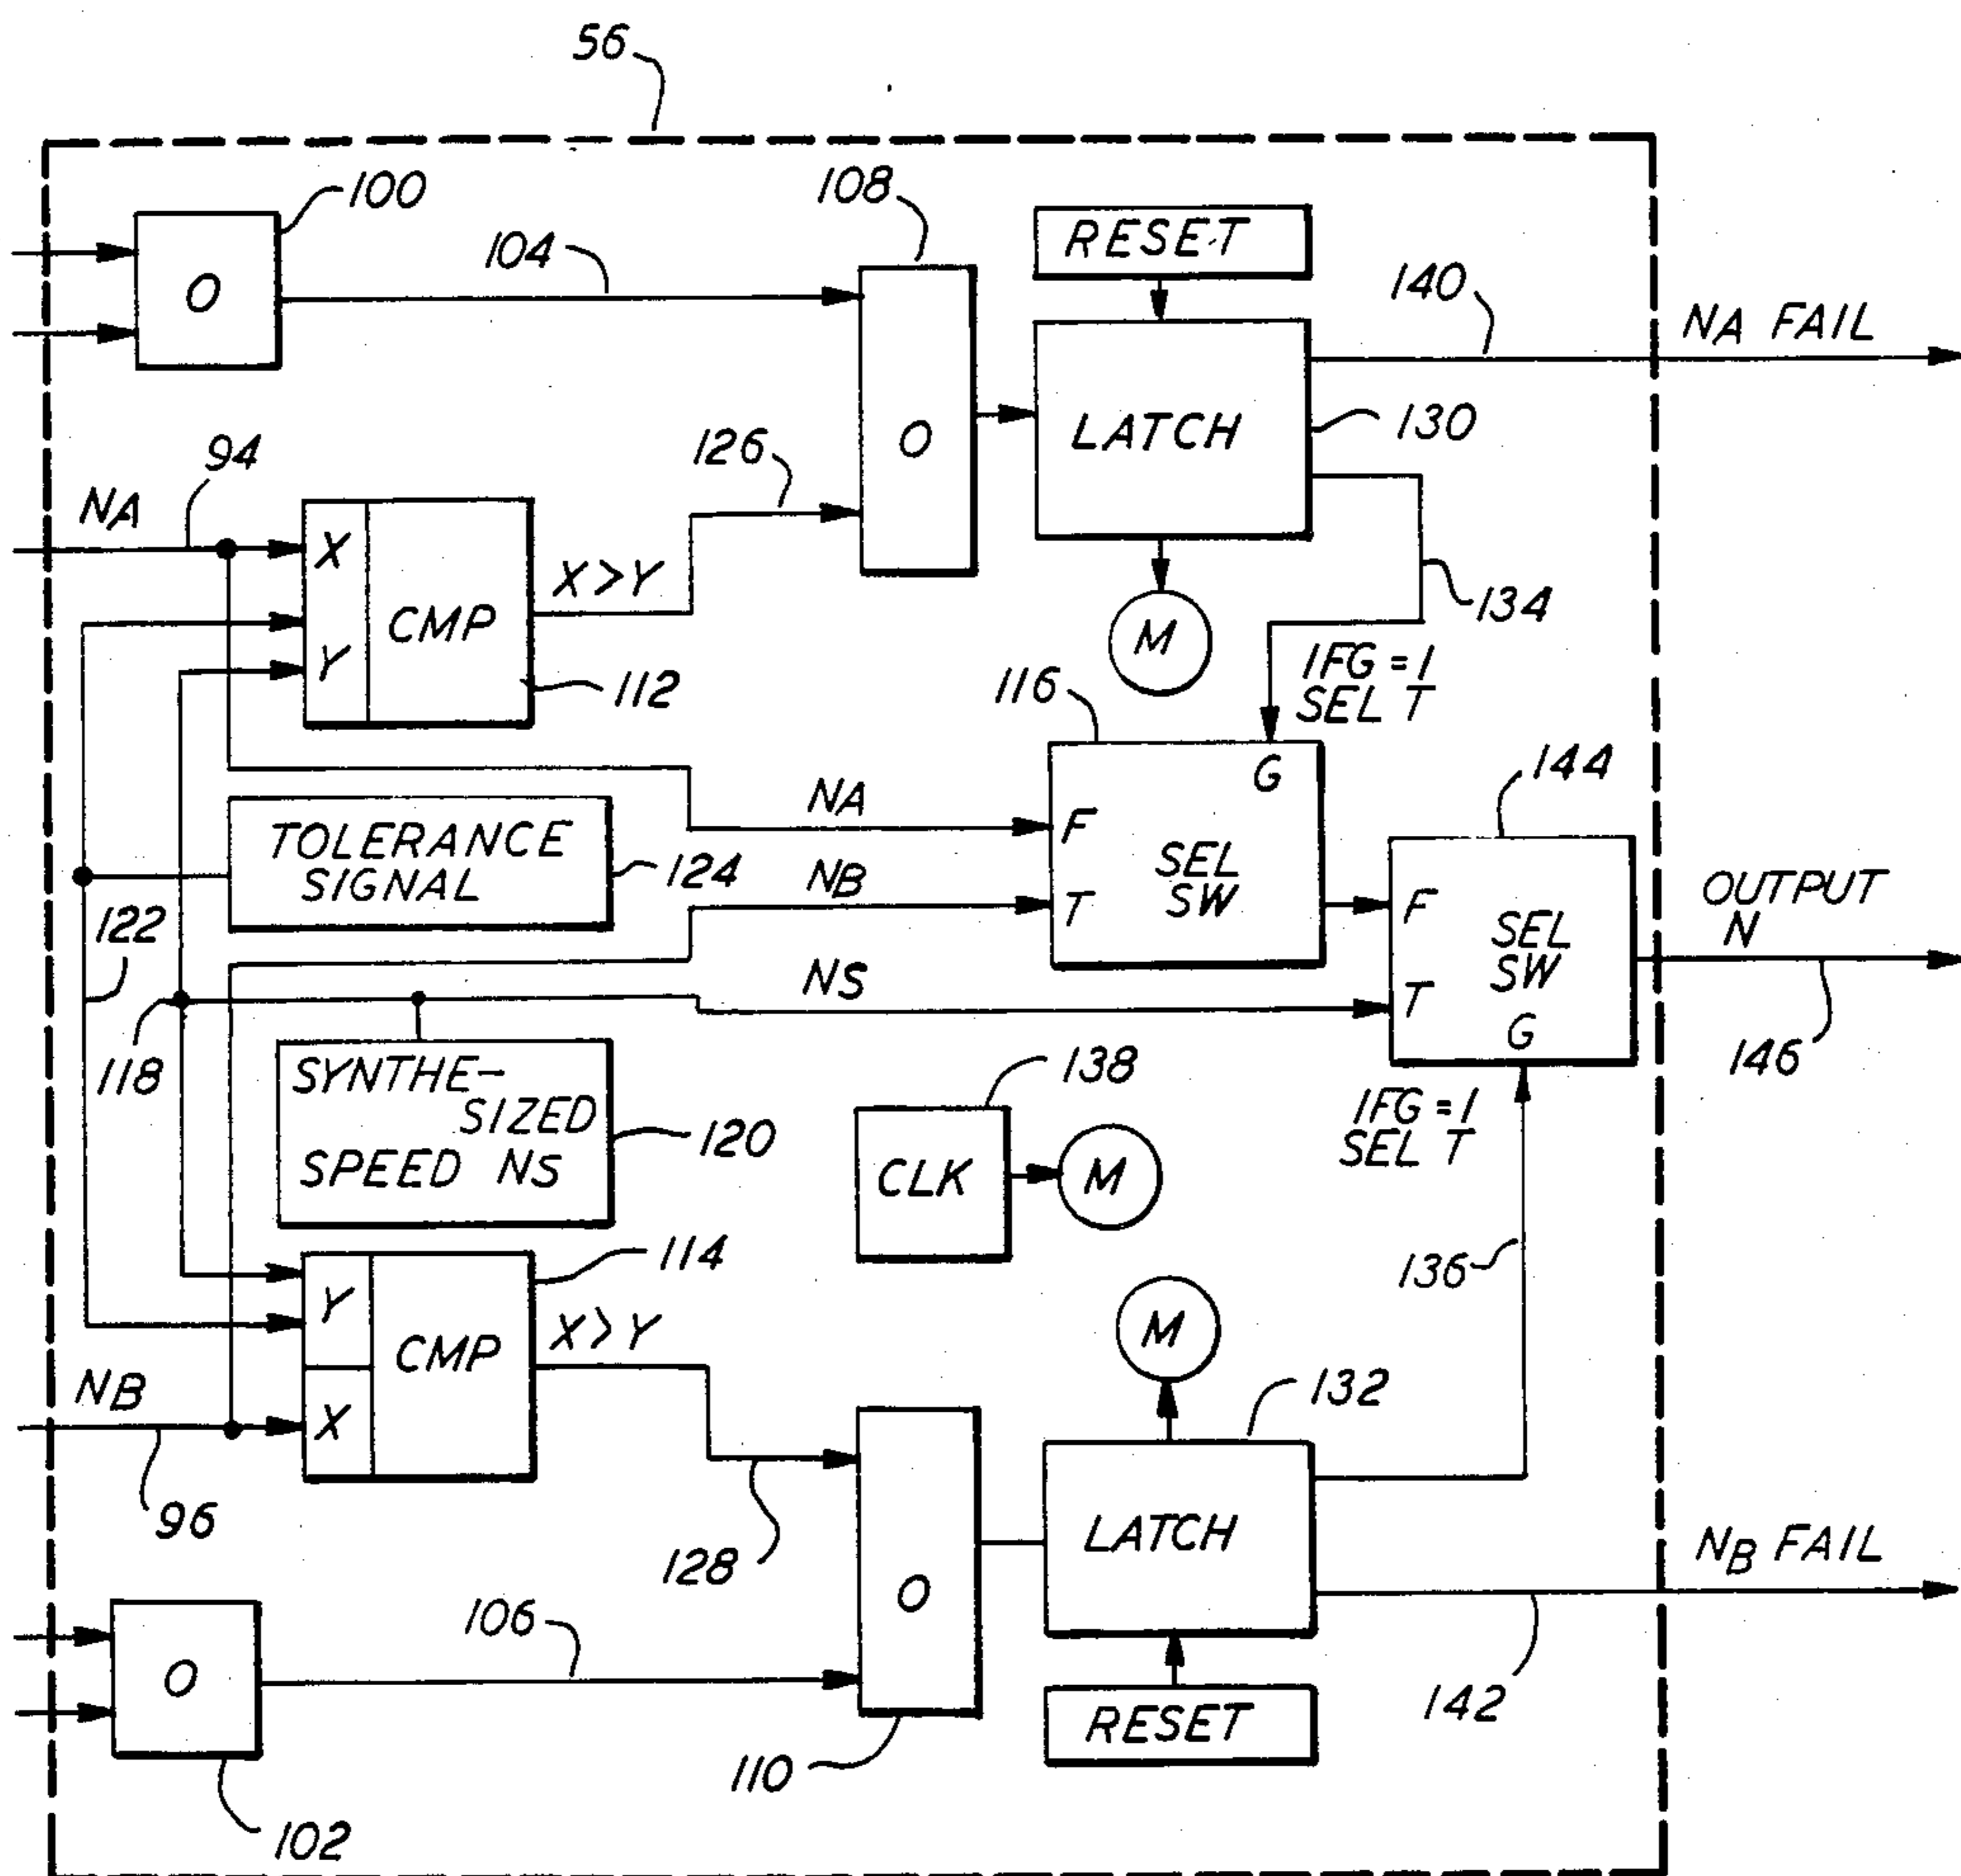 56
100
O
104
108
RESET
140
NA FAIL
O
LATCH
130
94
NA
126
X
Y
CMP
X>Y
112
M
134
IFG=1
SEL T
116
G
144
TOLERANCE
SIGNAL
124
NA
F
NB
T
SEL
SW
F
T
SEL
SW
G
OUTPUT
N
146
122
NS
118
SYNTHE-
SIZED
SPEED NS
120
138
CLK
M
IFG=1
SEL T
136
114
Y
X
CMP
X>Y
M
132
NB
96
128
O
LATCH
NB FAIL
106
O
RESET
142
110
102